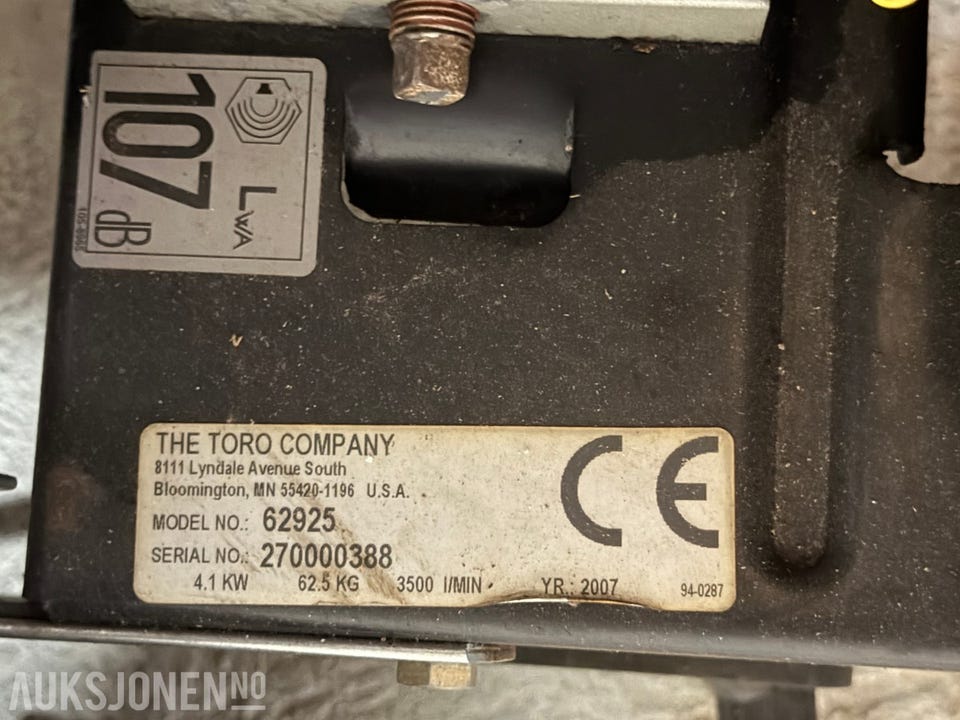 107
dB
LWA
THE TORO COMPANY
8111 Lyndale Avenue South
Bloomington, MN 55420-1196 U.S.A.
MODEL NO.: 62925
SERIAL NO.: 270000388
4.1 KW 62.5 KG 3500 I/MIN YR.: 2007 94-0287
CE
AUKSJONEN NO